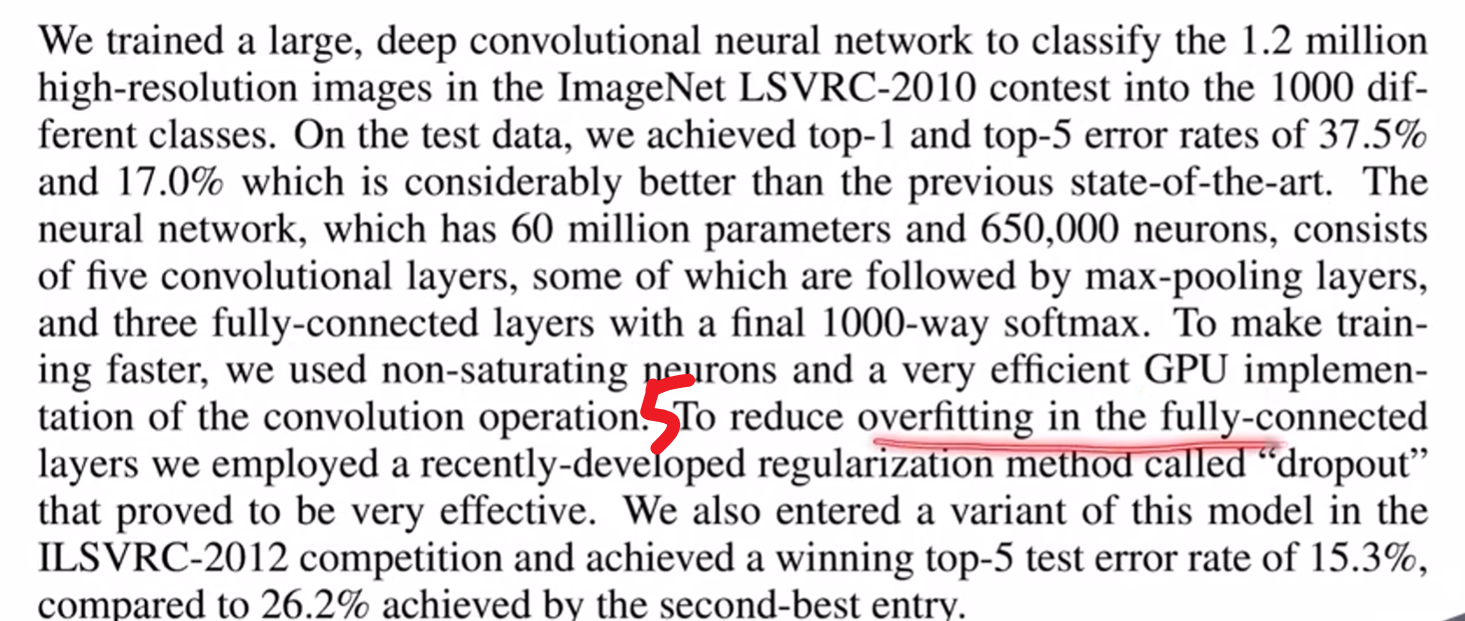 We trained a large, deep convolutional neural network to classify the 1.2 million
high-resolution images in the ImageNet LSVRC-2010 contest into the 1000 dif-
ferent classes. On the test data, we achieved top-1 and top-5 error rates of 37.5%
and 17.0% which is considerably better than the previous state-of-the-art. The
neural network, which has 60 million parameters and 650,000 neurons, consists
of five convolutional layers, some of which are followed by max-pooling layers,
and three fully-connected layers with a final 1000-way softmax. To make train-
ing faster, we used non-saturating neurons and a very efficient GPU implemen-
tation of the convolution operation. 5 To reduce overfitting in the fully-connected
layers we employed a recently-developed regularization method called “dropout”
that proved to be very effective. We also entered a variant of this model in the
ILSVRC-2012 competition and achieved a winning top-5 test error rate of 15.3%,
compared to 26.2% achieved by the second-best entry.